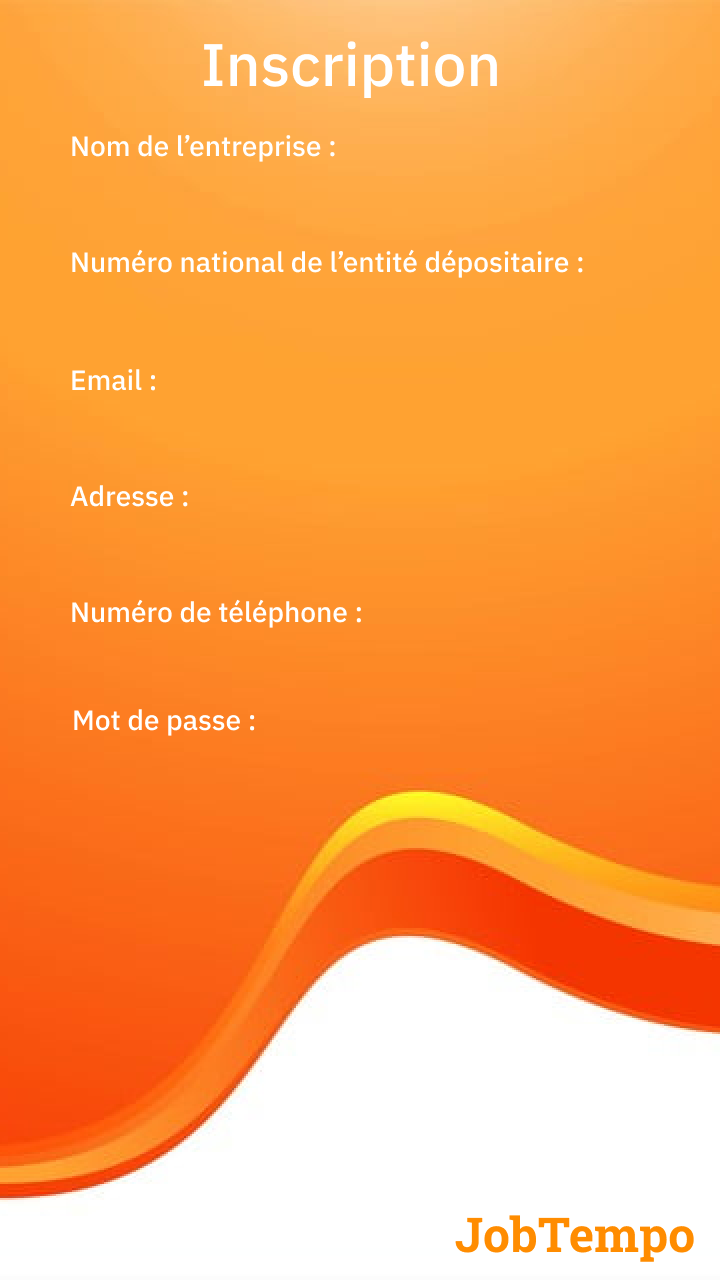 Inscription
Nom de l’entreprise :
Numéro national de l’entité dépositaire :
Email :
Adresse :
Numéro de téléphone :
Mot de passe :
JobTempo